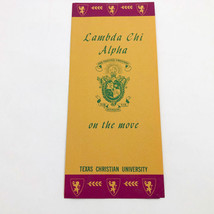 Lambda Chi
Alpha
on the move
TEXAS CHRISTIAN UNIVERSITY